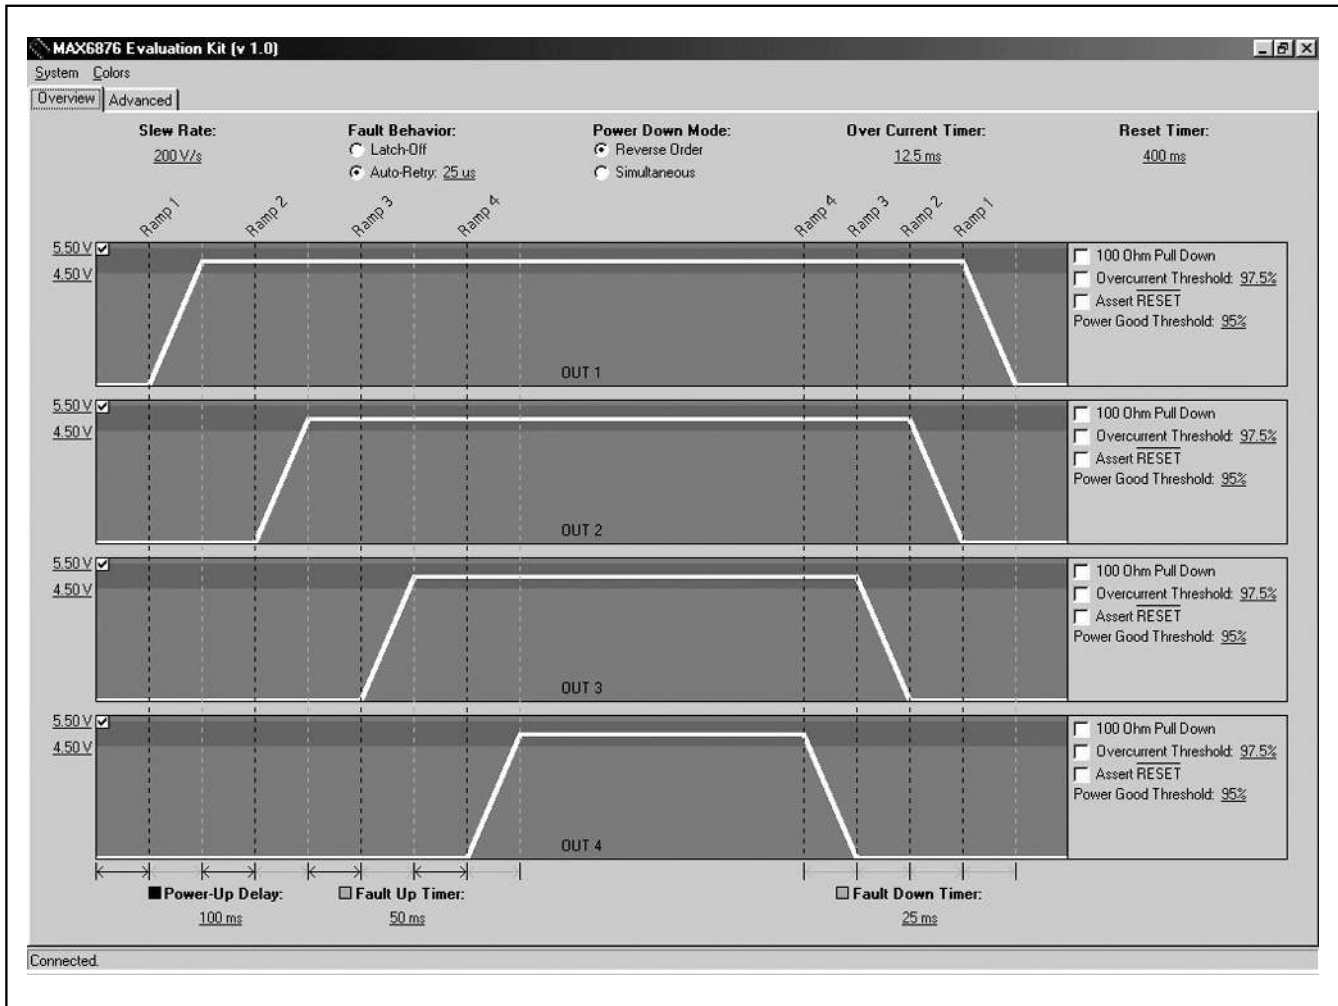 MAX6876 Evaluation Kit (v 1.0)
System Colors
Overview Advanced
Slew Rate: Fault Behavior: Power Down Mode: Over Current Timer: Reset Timer:
200 V/s Latch-Off Reverse Order 12.5 ms 400 ms
Auto-Retry: 25 us Simultaneous
Ramp 1 Ramp 2 Ramp 3 Ramp 4 Ramp 4 Ramp 3 Ramp 2 Ramp 1
5.50 V 100 Ohm Pull Down
4.50 V Overcurrent Threshold: 97.5%
Assert RESET
Power Good Threshold: 95%
OUT 1
5.50 V 100 Ohm Pull Down
4.50 V Overcurrent Threshold: 97.5%
Assert RESET
Power Good Threshold: 95%
OUT 2
5.50 V 100 Ohm Pull Down
4.50 V Overcurrent Threshold: 97.5%
Assert RESET
Power Good Threshold: 95%
OUT 3
5.50 V 100 Ohm Pull Down
4.50 V Overcurrent Threshold: 97.5%
Assert RESET
Power Good Threshold: 95%
OUT 4
Power-Up Delay: Fault Up Timer: Fault Down Timer:
100 ms 50 ms 25 ms
Connected.